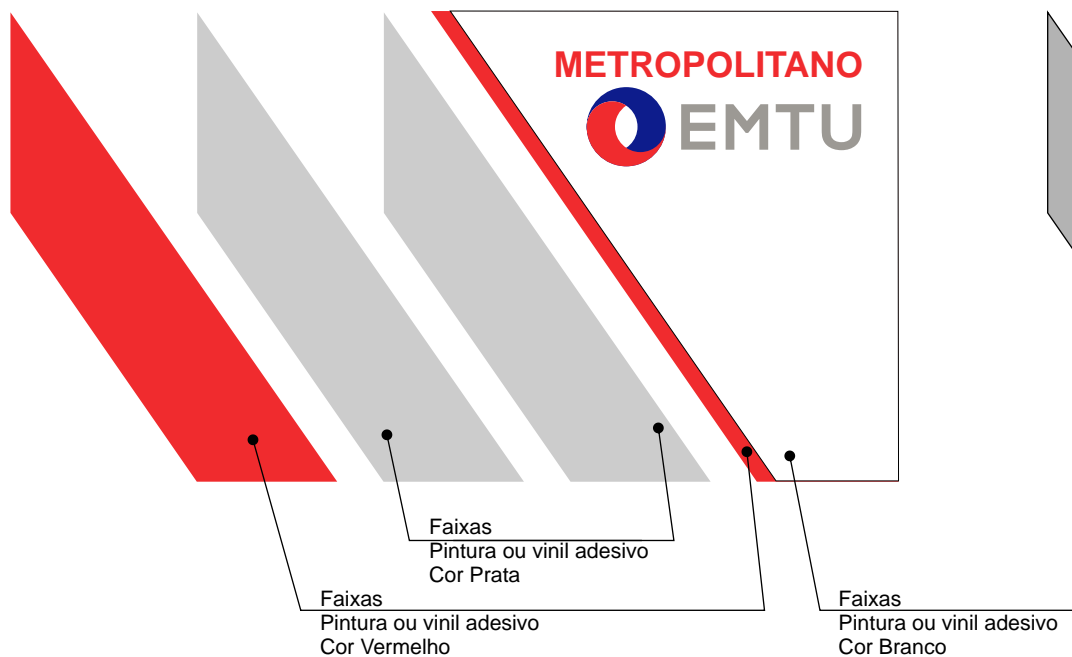 METROPOLITANO
EMTU
Faixas
Pintura ou vinil adesivo
Cor Prata
Faixas
Pintura ou vinil adesivo
Cor Vermelho
Faixas
Pintura ou vinil adesivo
Cor Branco